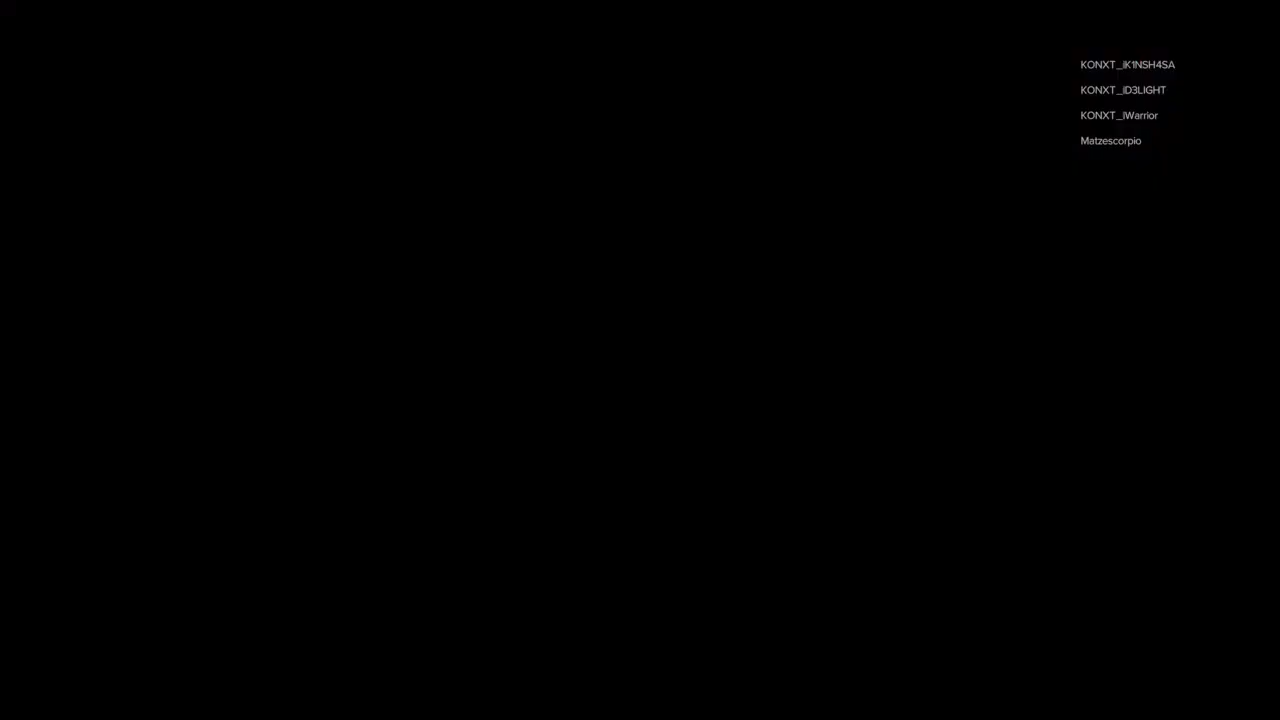 KONXT_iK1NSH4SA
KONXT_iD3LIGHT
KONXT_iWarrior
Matzescorpio